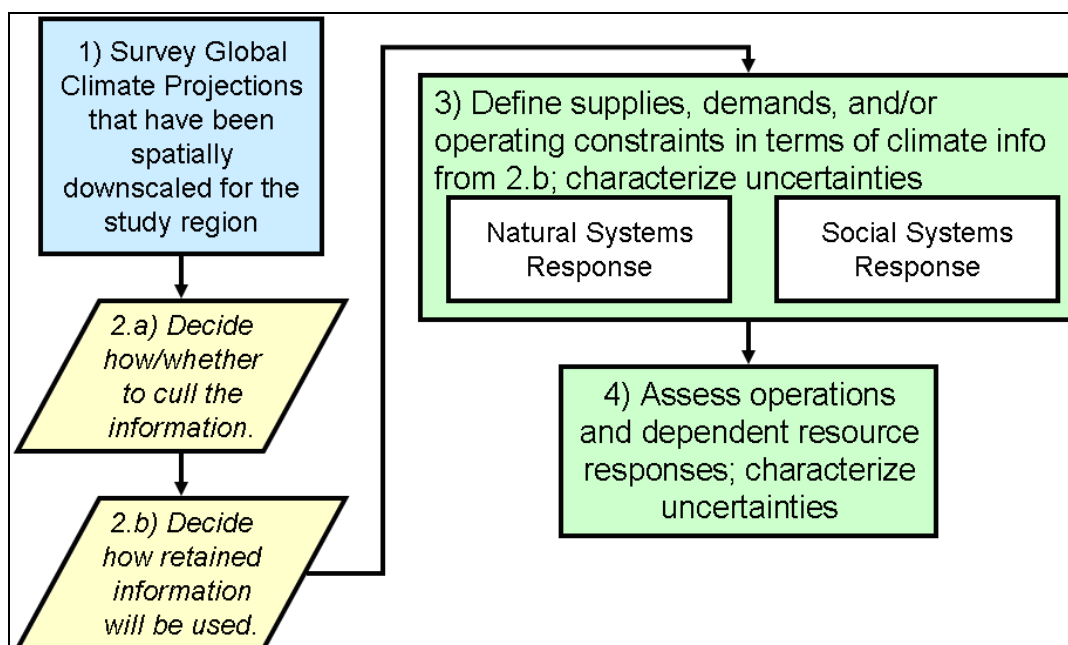 1) Survey Global
Climate Projections
that have been
spatially
downscaled for the
study region
2.a) Decide
how/whether
to cull the
information.
2.b) Decide
how retained
information
will be used.
3) Define supplies, demands, and/or
operating constraints in terms of climate info
from 2.b; characterize uncertainties
Natural Systems
Response
Social Systems
Response
4) Assess operations
and dependent resource
responses; characterize
uncertainties